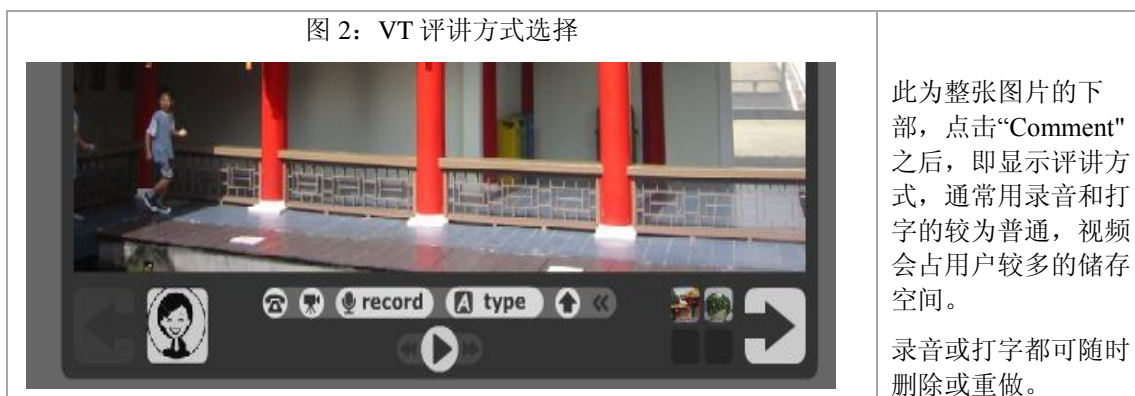 图 2：VT 评讲方式选择
record
A type
此为整张图片的下
部，点击“Comment"
之后，即显示评讲方
式，通常用录音和打
字的较为普通，视频
会占用户较多的储存
空间。
录音或打字都可随时
删除或重做。